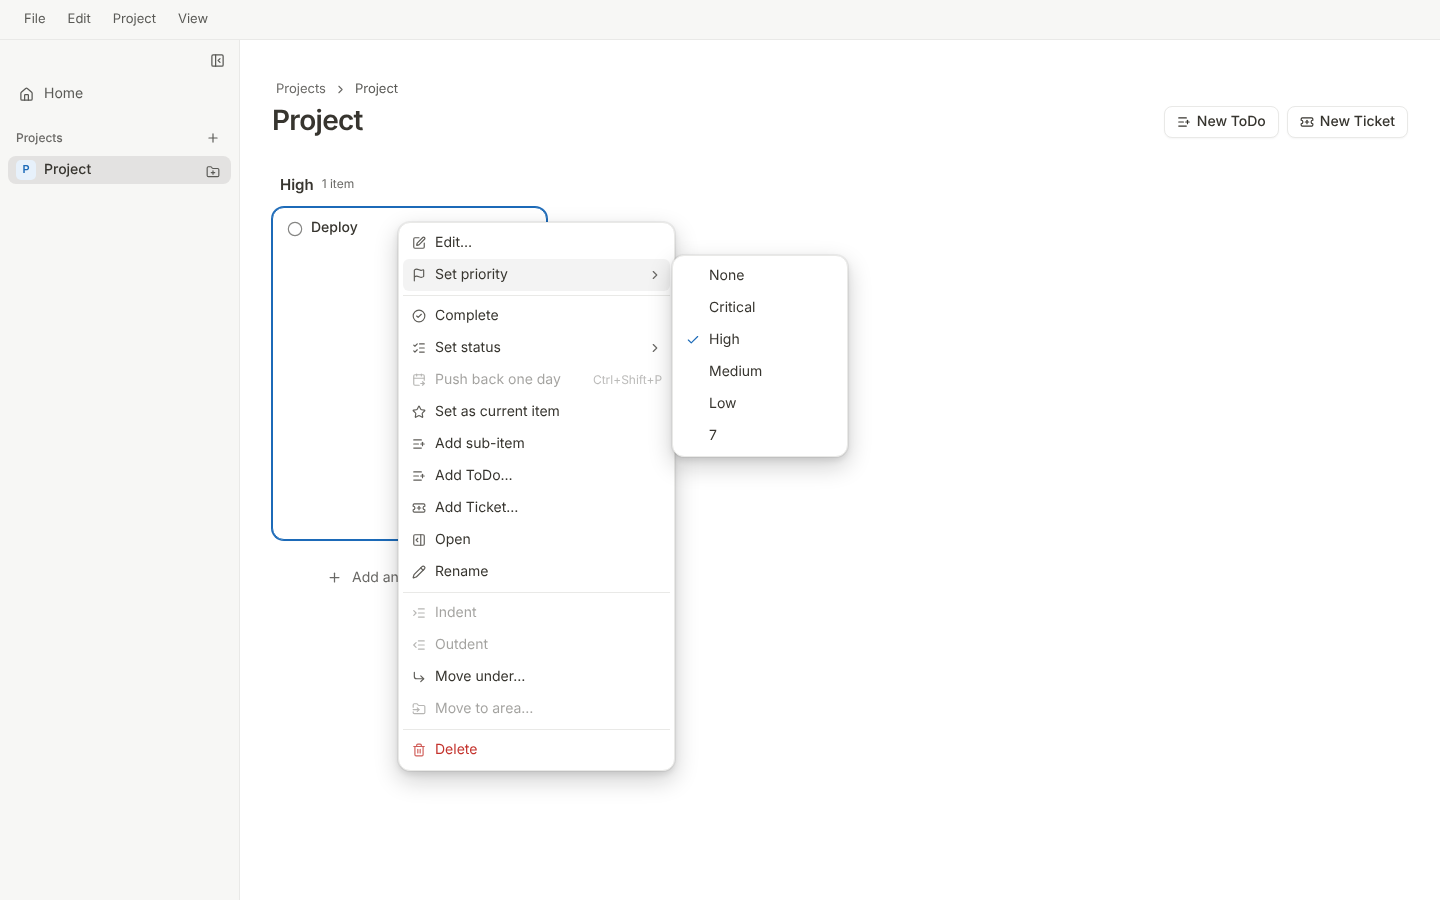 File Edit Project View
Home
Projects
P Project
Projects > Project
Project
New ToDo
New Ticket
High 1 item
Deploy
Add an
Edit...
Set priority
Complete
Set status
Push back one day Ctrl+Shift+P
Set as current item
Add sub-item
Add ToDo...
Add Ticket...
Open
Rename
Indent
Outdent
Move under...
Move to area...
Delete
None
Critical
High
Medium
Low
7